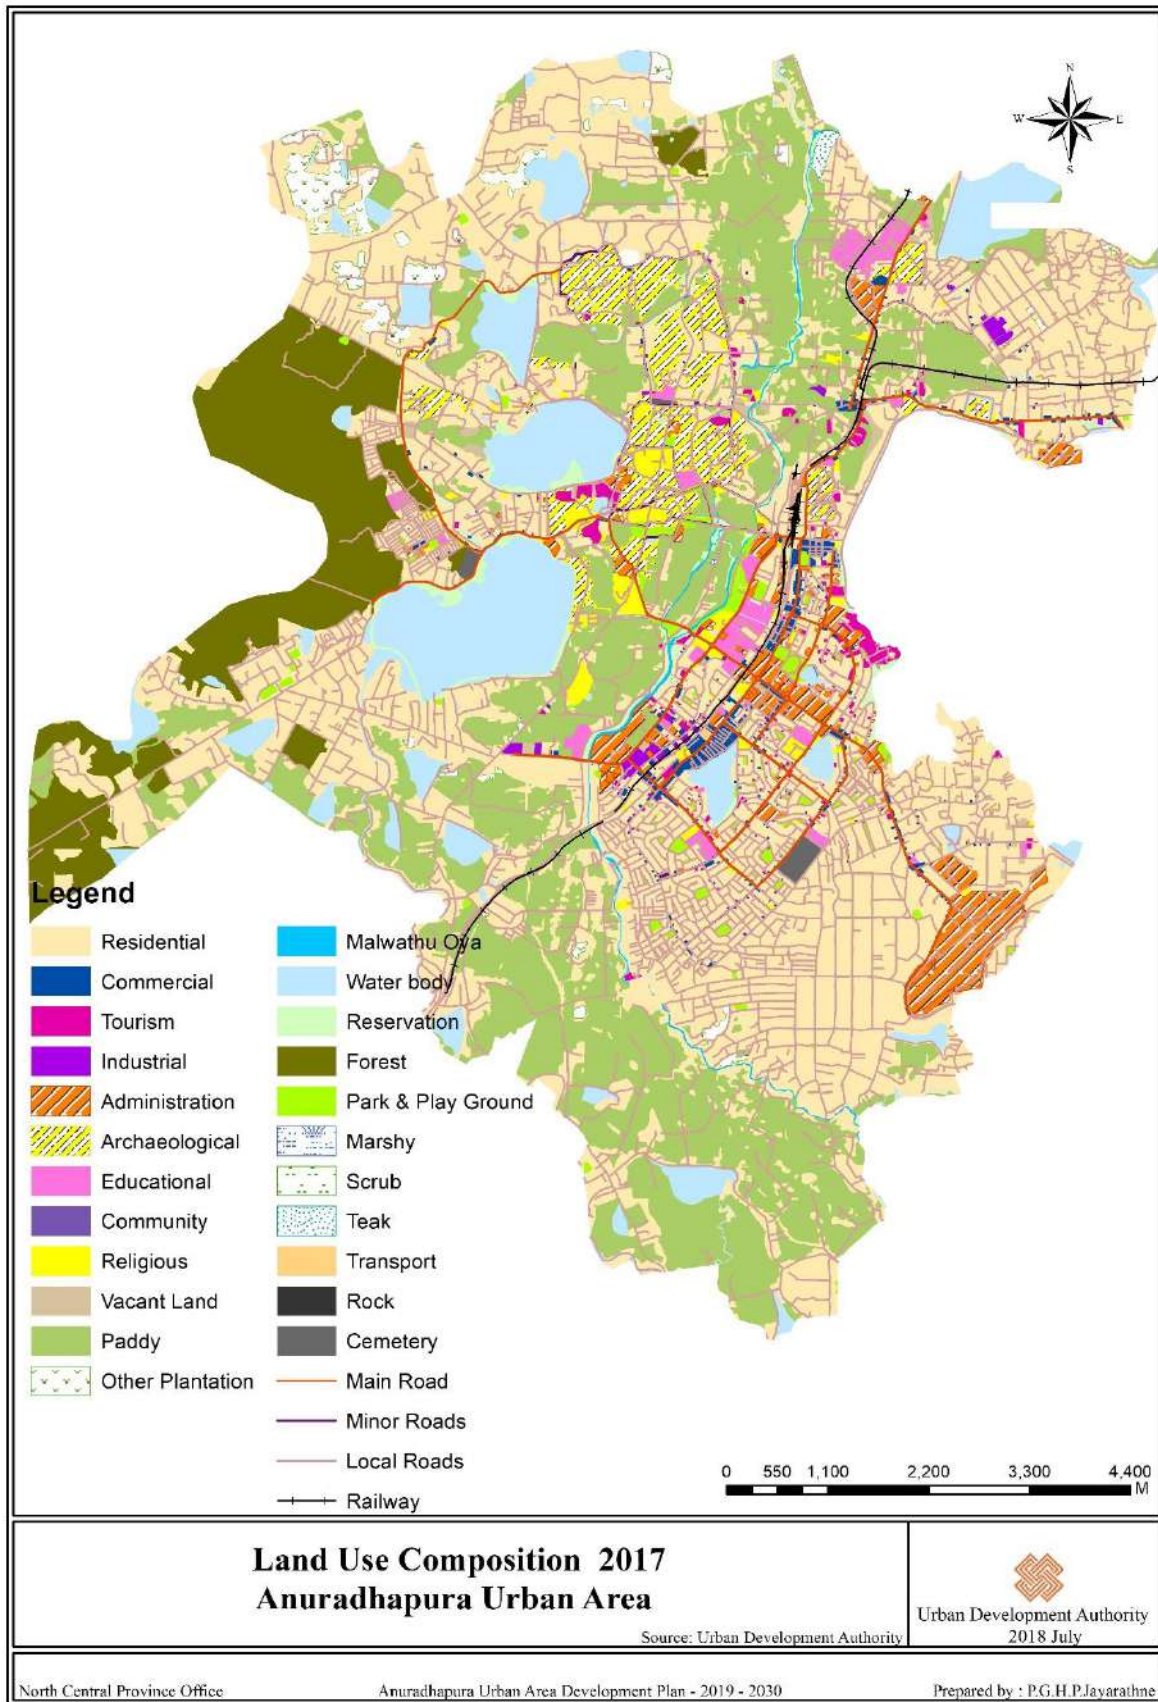 N
W
E
S
Legend
Residential
Commercial
Tourism
Industrial
Administration
Archaeological
Educational
Community
Religious
Vacant Land
Paddy
Other Plantation
Malwathu Oya
Water body
Reservation
Forest
Park & Play Ground
Marshy
Scrub
Teak
Transport
Rock
Cemetery
Main Road
Minor Roads
Local Roads
Railway
0 550 1,100 2,200 3,300 4,400
M
Land Use Composition 2017
Anuradhapura Urban Area
Source: Urban Development Authority
Urban Development Authority
2018 July
North Central Province Office
Anuradhapura Urban Area Development Plan - 2019 - 2030
Prepared by : P.G.H.P.Jayarathne